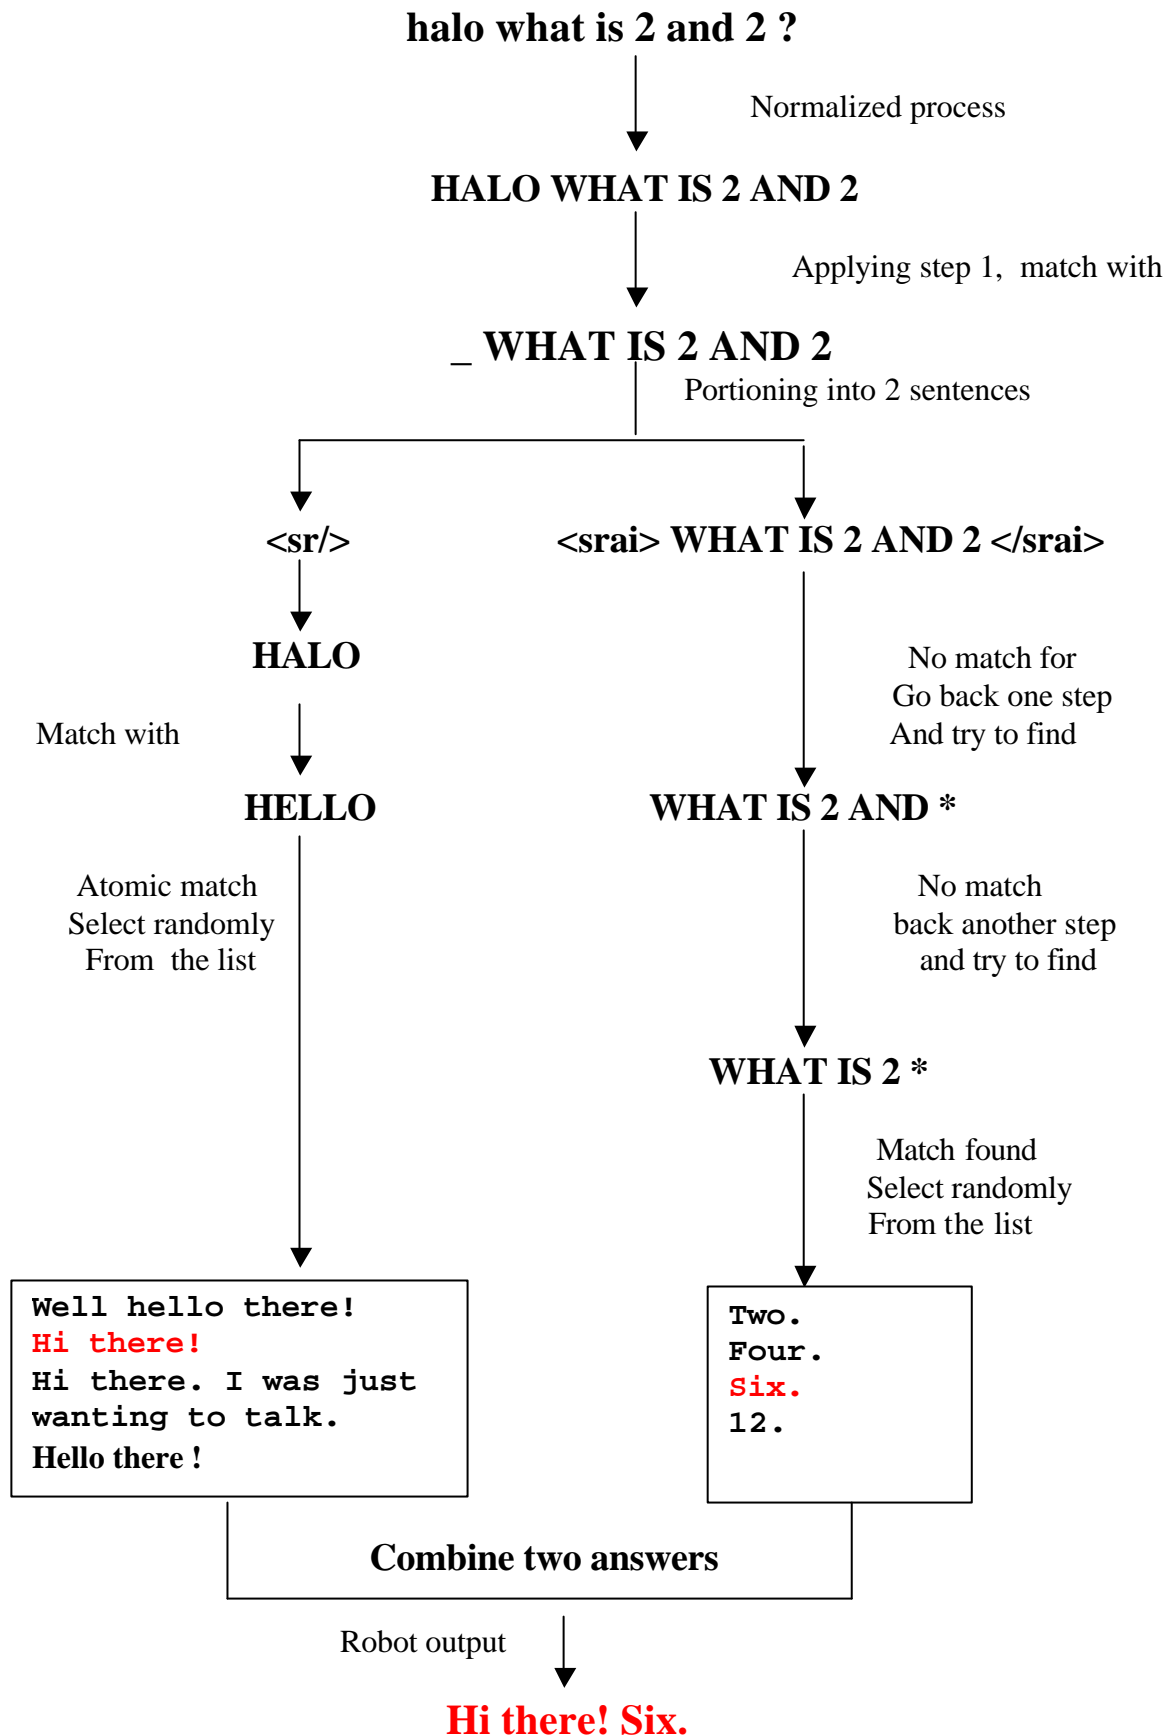 halo what is 2 and 2 ?
Normalized process
HALO WHAT IS 2 AND 2
Applying step 1, match with
_ WHAT IS 2 AND 2
Portioning into 2 sentences
<sr/>
<srai> WHAT IS 2 AND 2 </srai>
HALO
No match for
Go back one step
And try to find
Match with
HELLO
WHAT IS 2 AND *
Atomic match
Select randomly
From the list
No match
back another step
and try to find
WHAT IS 2 *
Match found
Select randomly
From the list
Well hello there!
Hi there!
Hi there. I was just
wanting to talk.
Hello there !
Two.
Four.
Six.
12.
Combine two answers
Robot output
Hi there! Six.